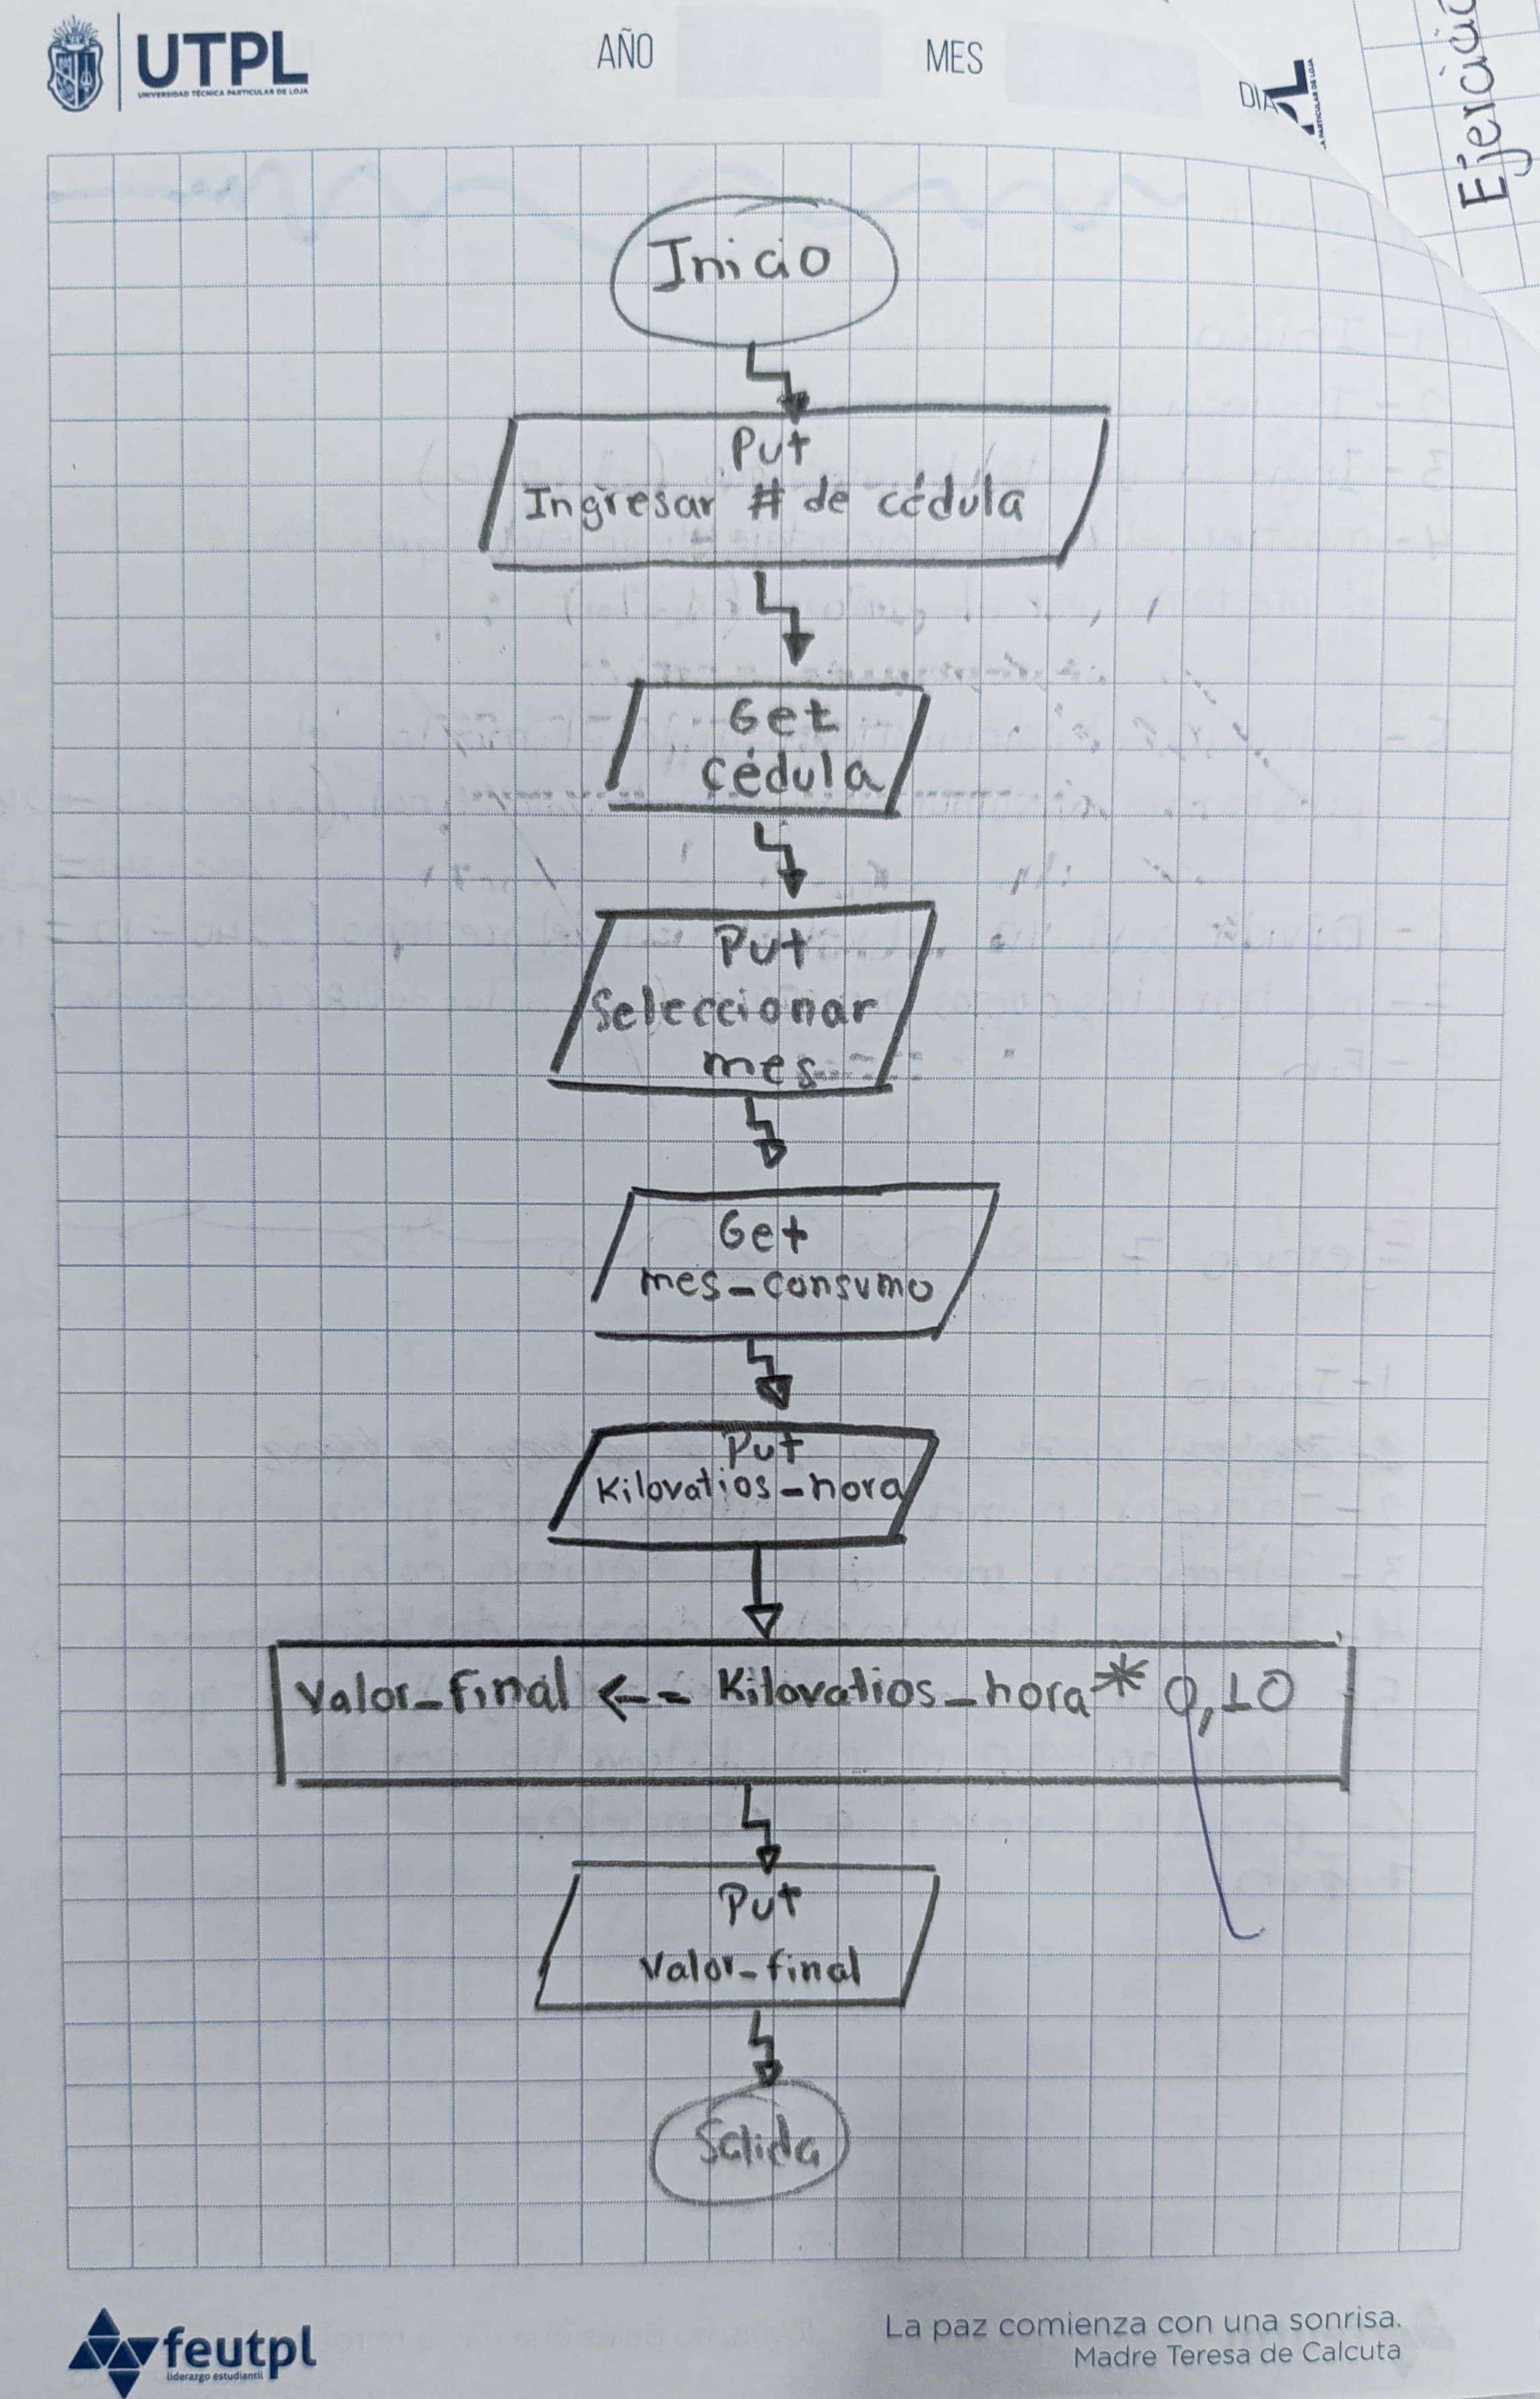 UTPL
UNIVERSIDAD TÉCNICA PARTICULAR DE LOJA
AÑO
MES
DIA
Ejercici
Inicio
Put
Ingresar # de cédula
Get
cédula
Put
Seleccionar
mes
Get
mes_consumo
Put
Kilovatios_hora
Valor_final <-- Kilovatios_hora * 0,10
Put
Valor_final
Salida
feutpl
liderazgo estudiantil
La paz comienza con una sonrisa.
Madre Teresa de Calcuta